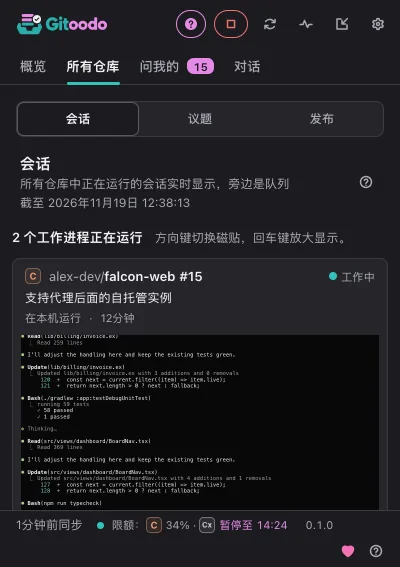 Gitoodo
概览 所有仓库 问我的 15 对话
会话 议题 发布
会话
所有仓库中正在运行的会话实时显示，旁边是队列
截至 2026年11月19日 12:38:13
2 个工作进程正在运行 方向键切换磁贴，回车键放大显示。
C alex-dev/falcon-web #15 工作中
支持代理后面的自托管实例
在本机运行 · 12分钟
Read(lib/billing/invoice.ex)
Read 259 lines
I'll adjust the handling here and keep the existing tests green.
Update(lib/billing/invoice.ex)
Updated lib/billing/invoice.ex with 3 additions and 0 removals
120 + const next = current.filter((item) => item.live);
121 + return next.length > 0 ? next : fallback;
Bash(./gradlew :app:testDebugUnitTest)
running 59 tests
✓ 58 passed
✓ 1 passed
Thinking…
Read(src/views/dashboard/BoardNav.tsx)
Read 269 lines
I'll adjust the handling here and keep the existing tests green.
Update(src/views/dashboard/BoardNav.tsx)
Updated src/views/dashboard/BoardNav.tsx with 4 additions and 1 removals
127 + const next = current.filter((item) => item.live);
128 + return next.length > 0 ? next : fallback;
Bash(npm run typecheck)
1分钟前同步 限额: C 34% · Cx 暂停至 14:24 0.1.0